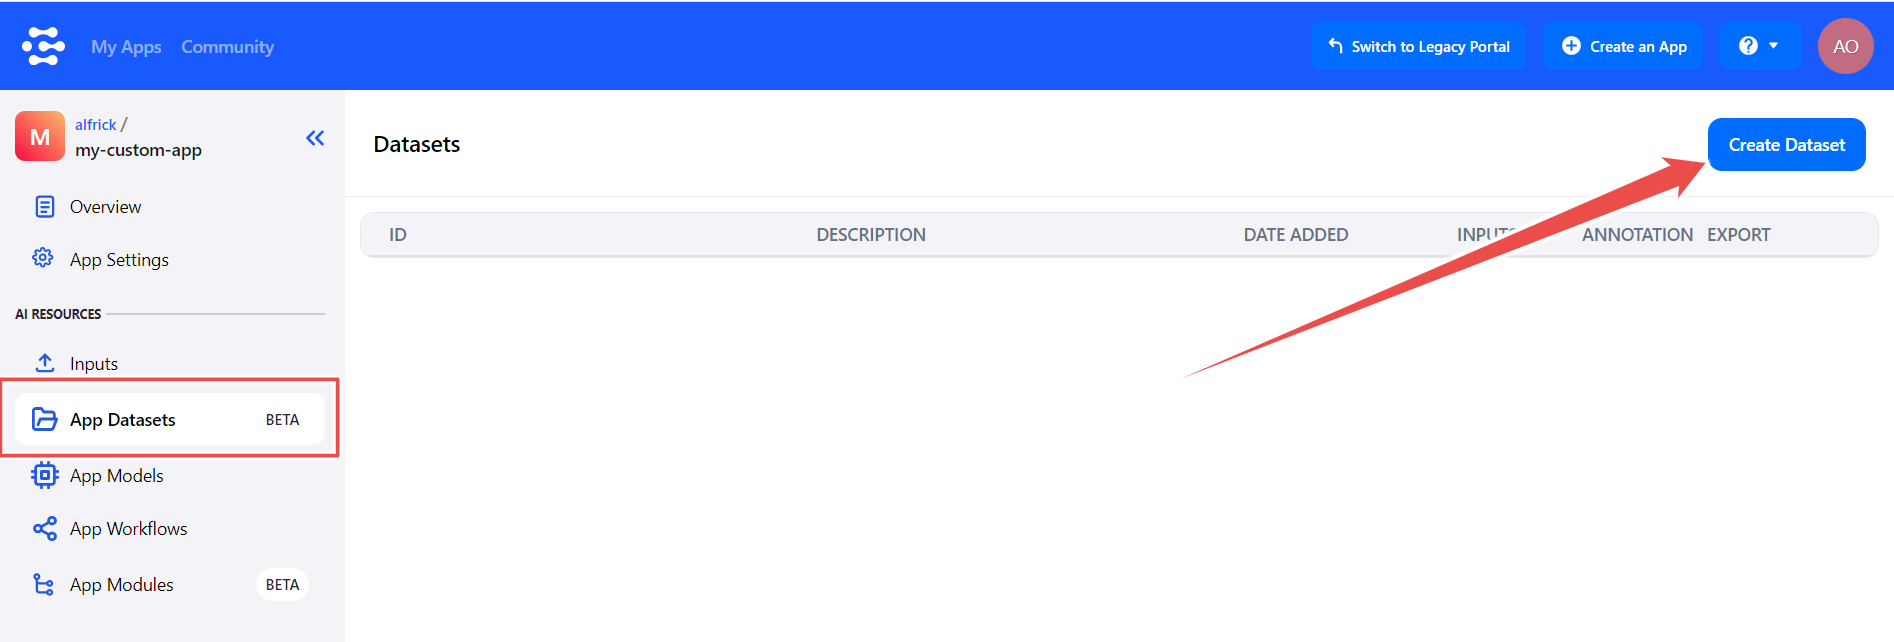 My Apps Community Switch to Legacy Portal Create an App ? AO
M alfrick /
my-custom-app
Overview
App Settings
AI RESOURCES
Inputs
App Datasets BETA
App Models
App Workflows
App Modules BETA
Datasets Create Dataset
ID DESCRIPTION DATE ADDED INPUTS ANNOTATION EXPORT